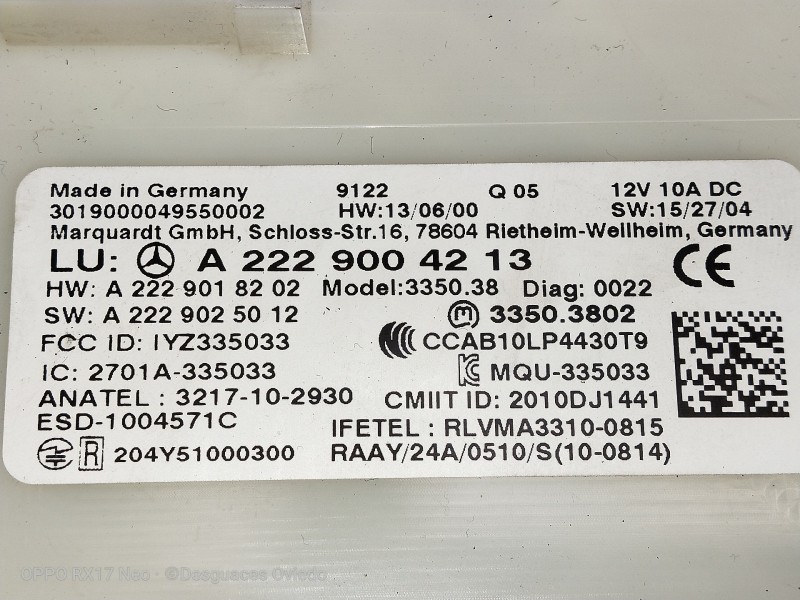 Made in Germany 9122 Q 05 12V 10A DC
3019000049550002 HW:13/06/00 SW:15/27/04
Marquardt GmbH, Schloss-Str.16, 78604 Rietheim-Weilheim, Germany
LU: A 222 900 42 13 CE
HW: A 222 901 82 02 Model:3350.38 Diag: 0022
SW: A 222 902 50 12 m 3350.3802
FCC ID: IYZ335033 CCAB10LP4430T9
IC: 2701A-335033 MQU-335033
ANATEL : 3217-10-2930 CMIIT ID: 2010DJ1441
ESD-1004571C IFETEL : RLVMA3310-0815
R 204Y51000300 RAAY/24A/0510/S(10-0814)
OPPO RX17 Neo · ©Desguaces Oviedo